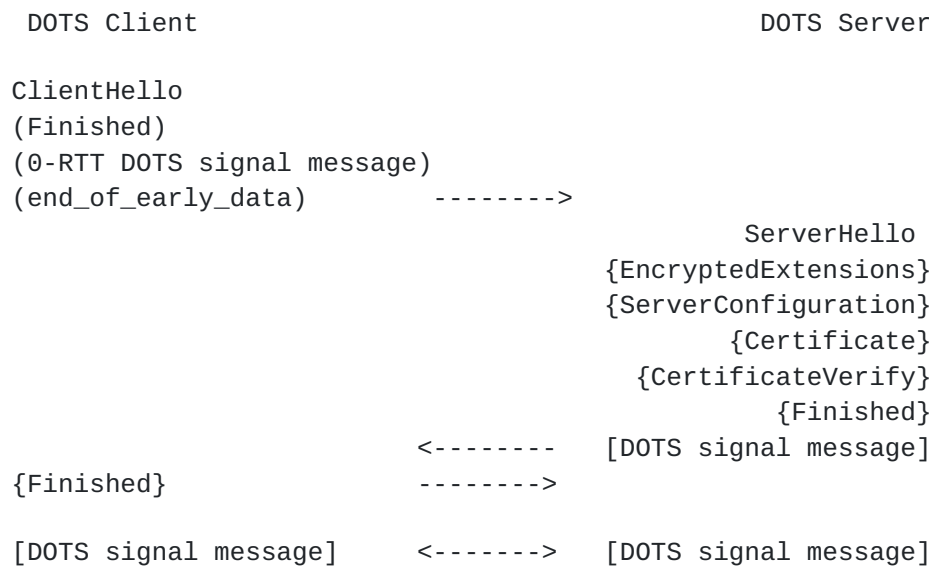 DOTS Client                                    DOTS Server
ClientHello
(Finished)
(0-RTT DOTS signal message)
(end_of_early_data)        -------->
ServerHello
{EncryptedExtensions}
{ServerConfiguration}
{Certificate}
{CertificateVerify}
{Finished}
<--------   [DOTS signal message]
{Finished}                -------->
[DOTS signal message]     <------->   [DOTS signal message]